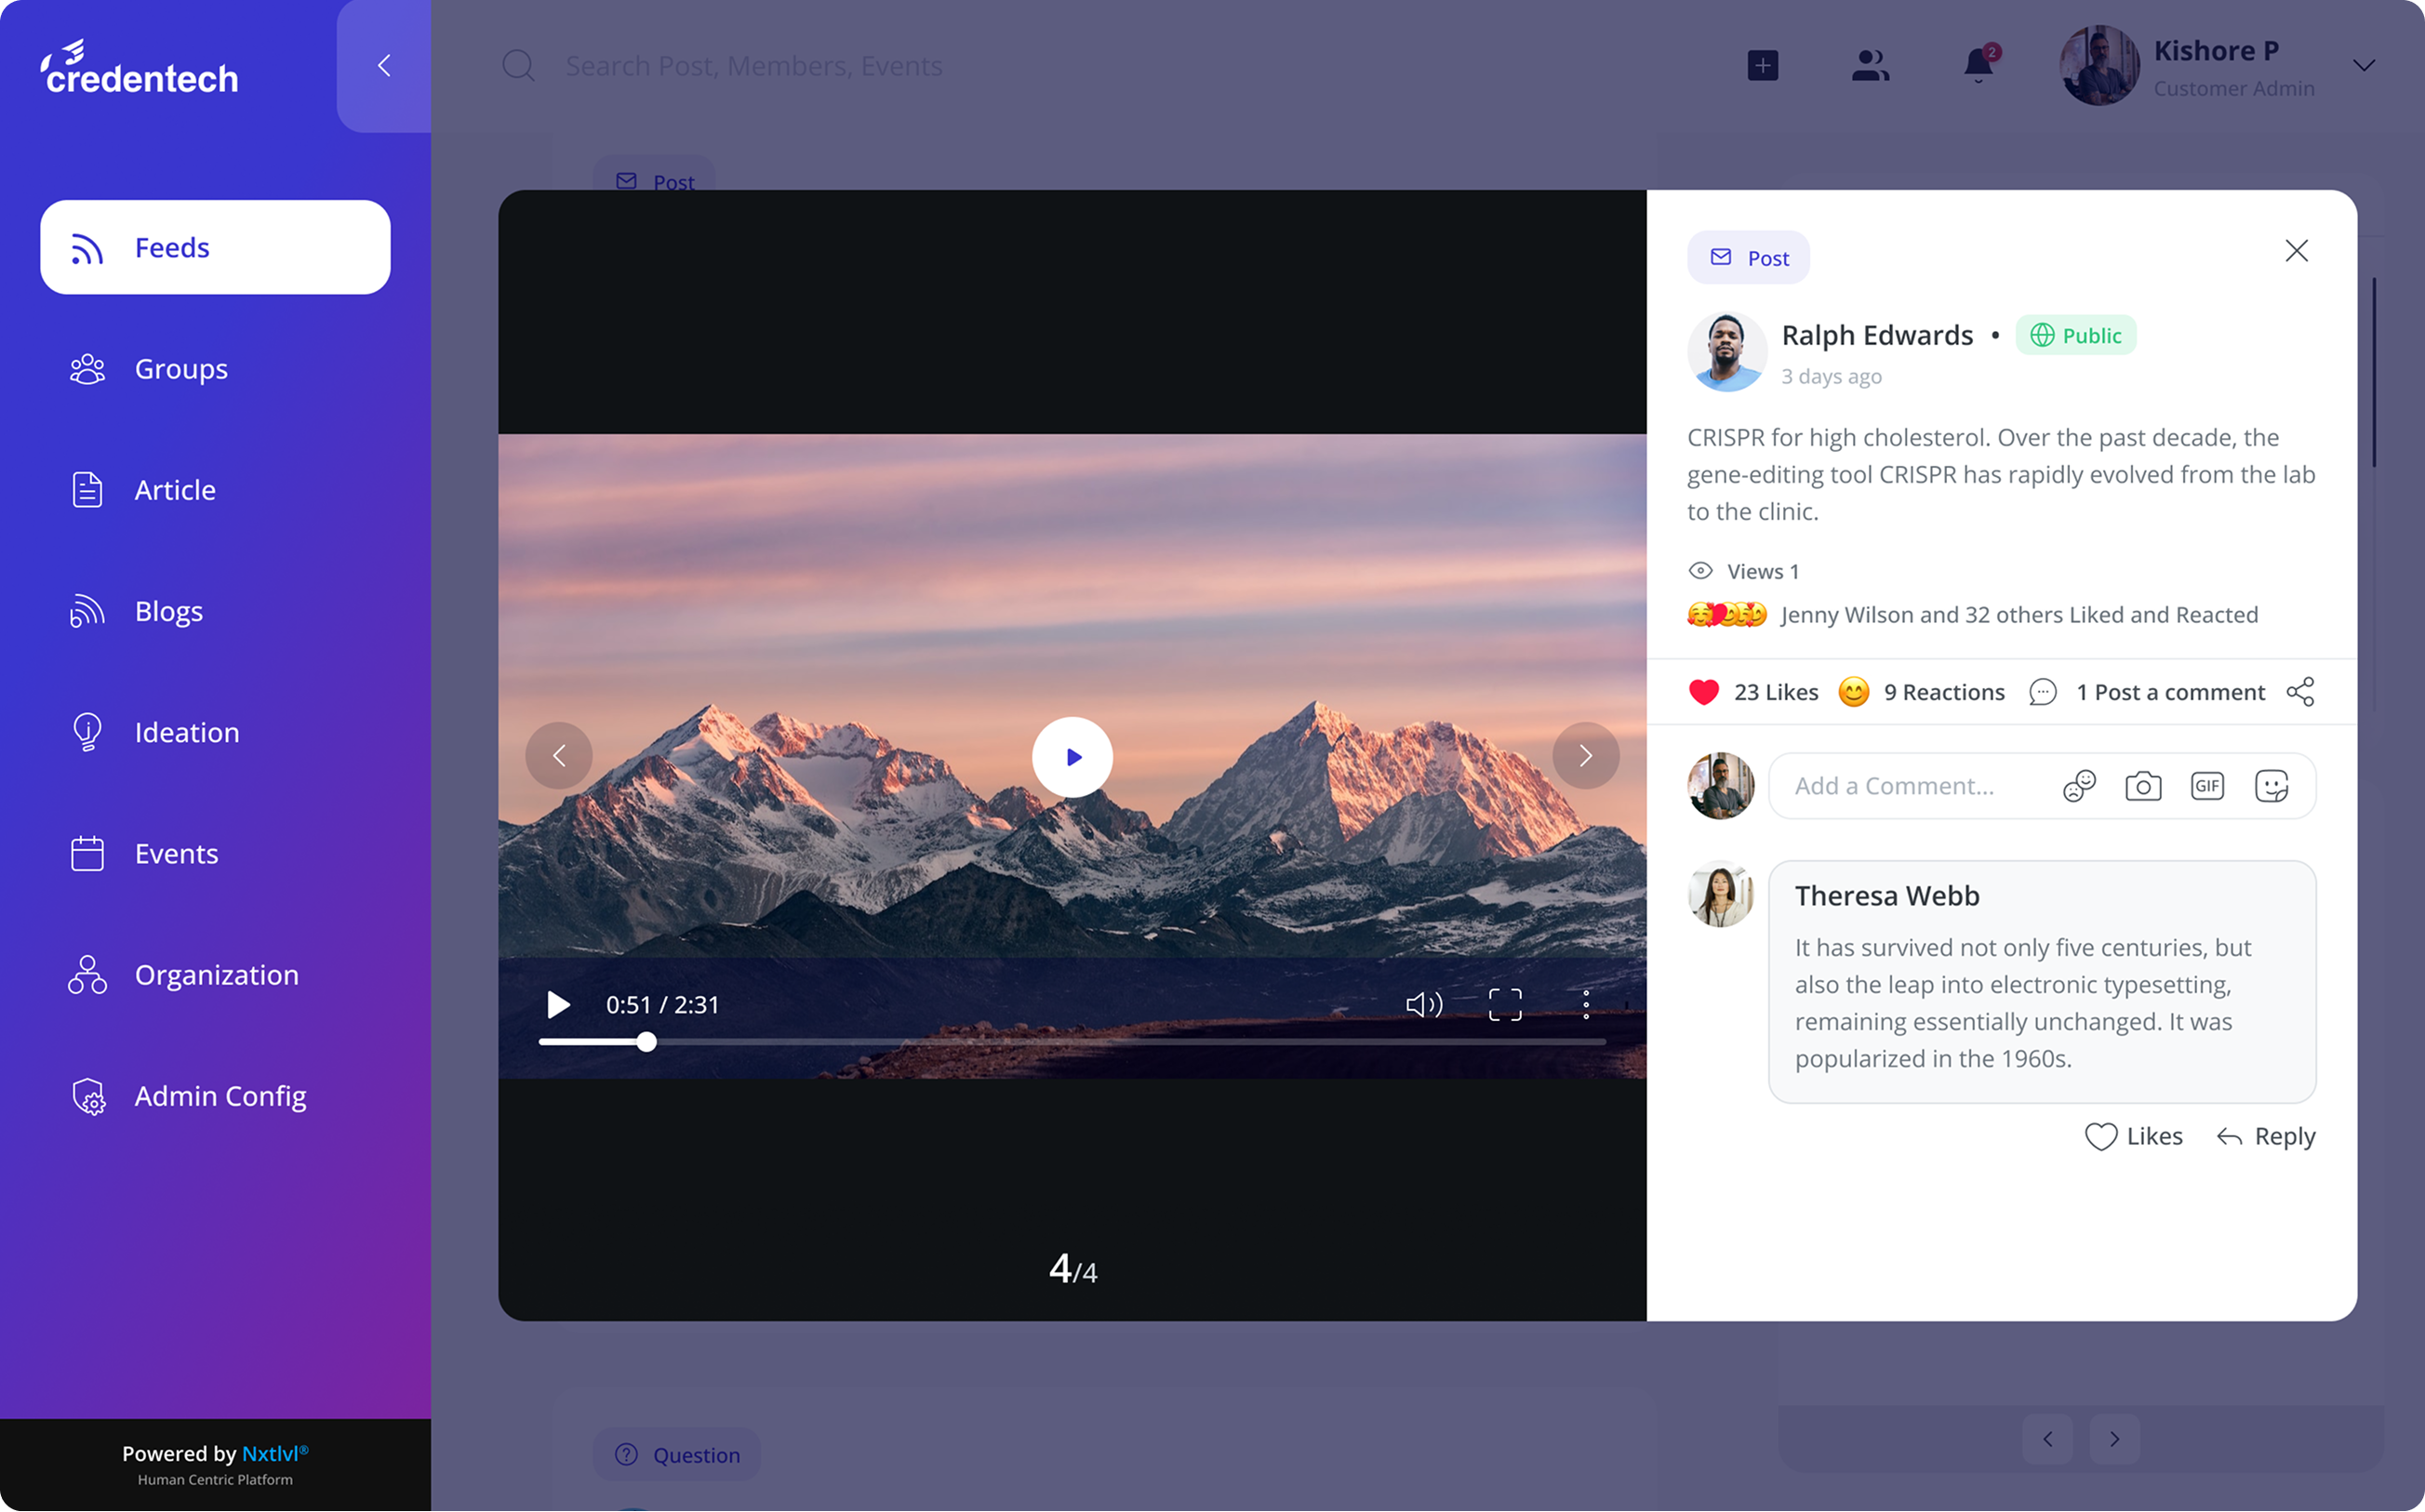 credentech
Search Post, Members, Events
2
Kishore P
Customer Admin
Feeds
Groups
Article
Blogs
Ideation
Events
Organization
Admin Config
Powered by Nxtlvl®
Human Centric Platform
Post
0:51 / 2:31
4/4
Post
Ralph Edwards • Public
3 days ago
CRISPR for high cholesterol. Over the past decade, the
gene-editing tool CRISPR has rapidly evolved from the lab
to the clinic.
Views 1
Jenny Wilson and 32 others Liked and Reacted
23 Likes 9 Reactions 1 Post a comment
Add a Comment...
GIF
Theresa Webb
It has survived not only five centuries, but
also the leap into electronic typesetting,
remaining essentially unchanged. It was
popularized in the 1960s.
Likes Reply
Question